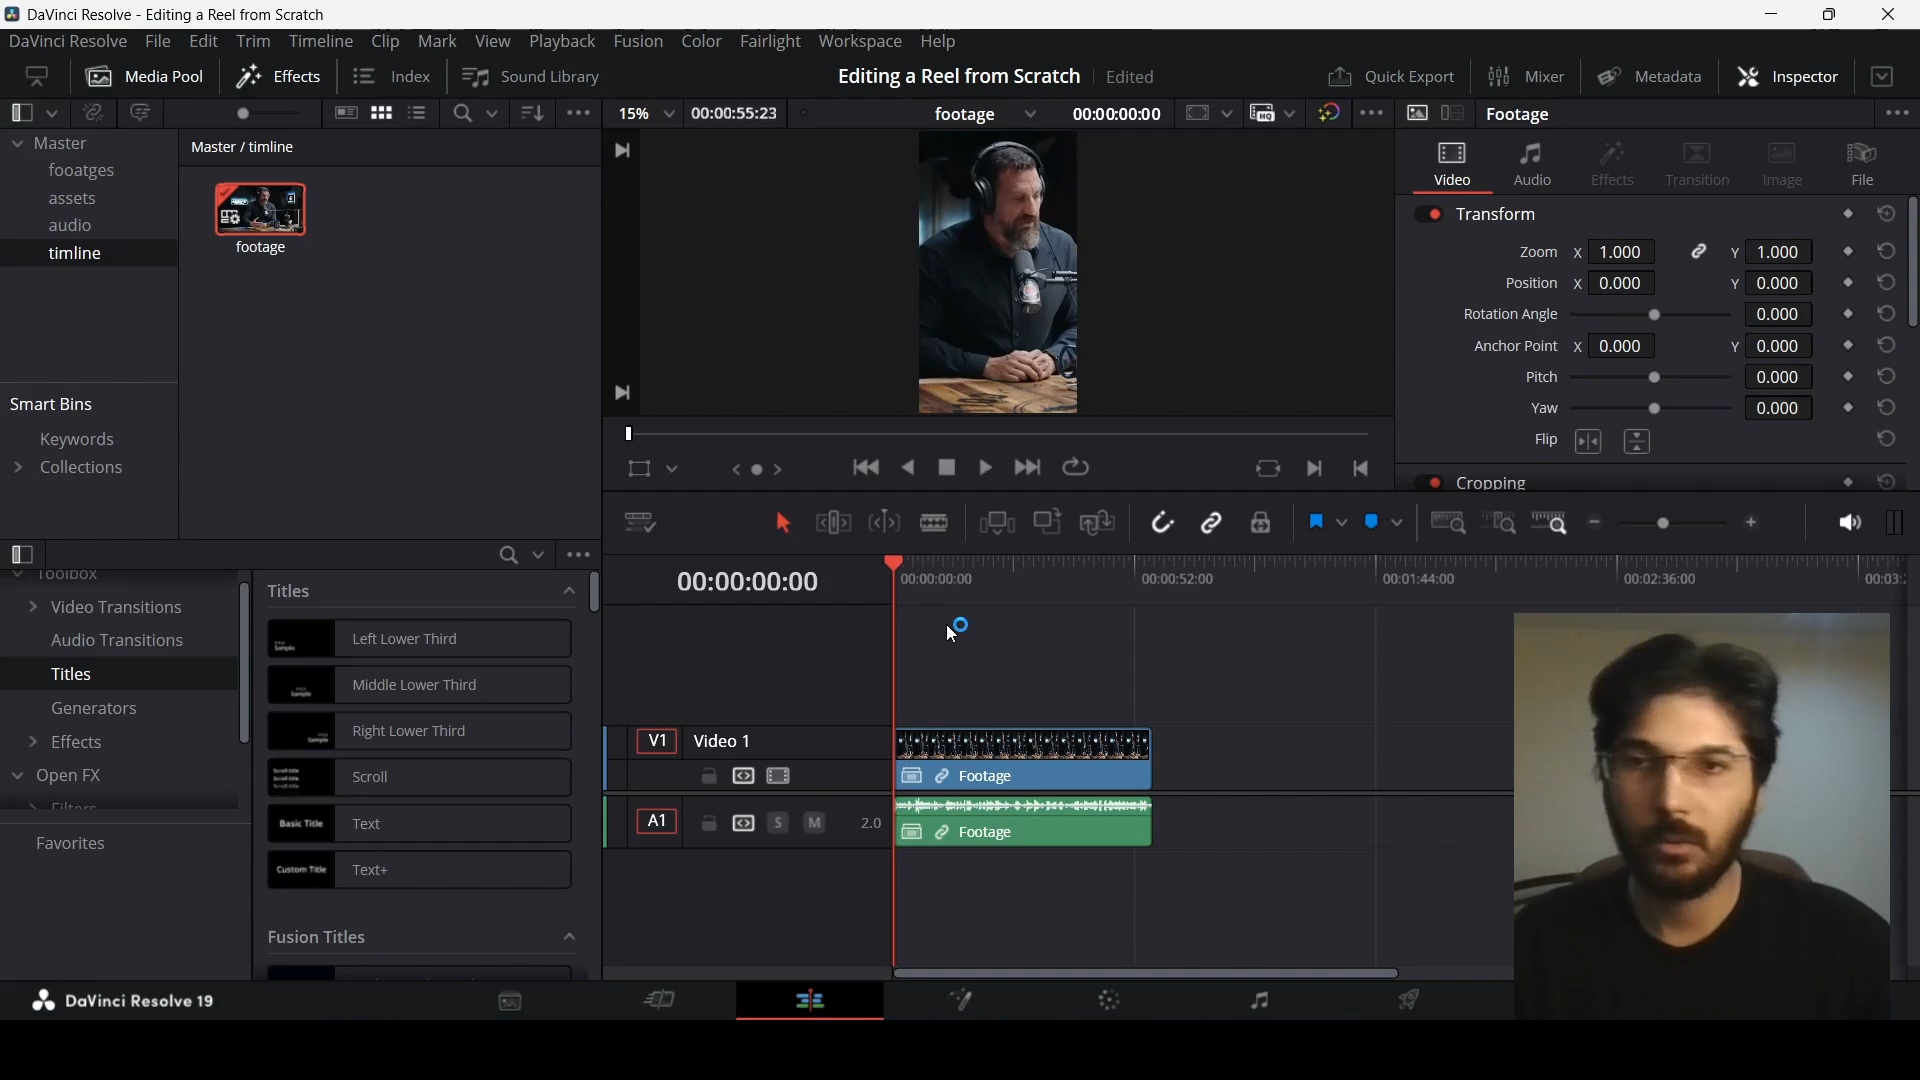 DaVinci Resolve - Editing a Reel from Scratch
DaVinci Resolve File Edit Trim Timeline Clip Mark View Playback Fusion Color Fairlight Workspace Help
Media Pool Effects Index Sound Library Editing a Reel from Scratch Edited Quick Export Mixer Metadata Inspector
15% 00:00:55:23 footage 00:00:00:00 Footage
Master
Master / timline
fooatges
assets
audio
timline
footage
Smart Bins
Keywords
Collections
Video Audio Effects Transition Image File
Transform
Zoom X 1.000 Y 1.000
Position X 0.000 Y 0.000
Rotation Angle 0.000
Anchor Point X 0.000 Y 0.000
Pitch 0.000
Yaw 0.000
Flip
Cropping
Toolbox
Video Transitions
Audio Transitions
Titles
Generators
Effects
Open FX
Filters
Favorites
Titles
Left Lower Third
Middle Lower Third
Right Lower Third
Scroll
Basic Title Text
Custom Title Text+
Fusion Titles
00:00:00:00
00:00:00:00 00:00:52:00 00:01:44:00 00:02:36:00 00:03:
V1 Video 1
Footage
A1 S M 2.0
Footage
DaVinci Resolve 19